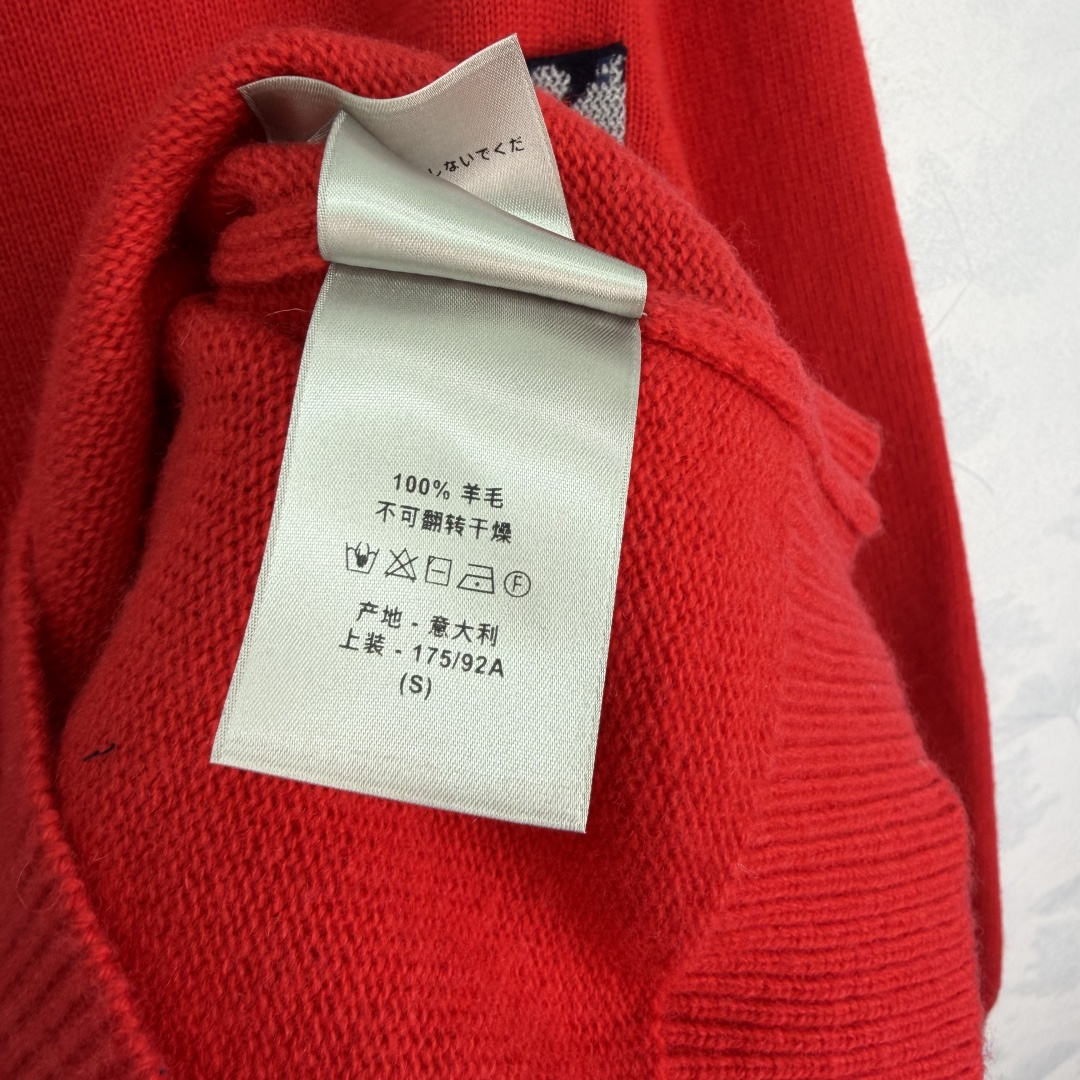 しないでくだ
100% 羊毛
不可翻转干燥
F
产地 - 意大利
上装 - 175/92A
(S)